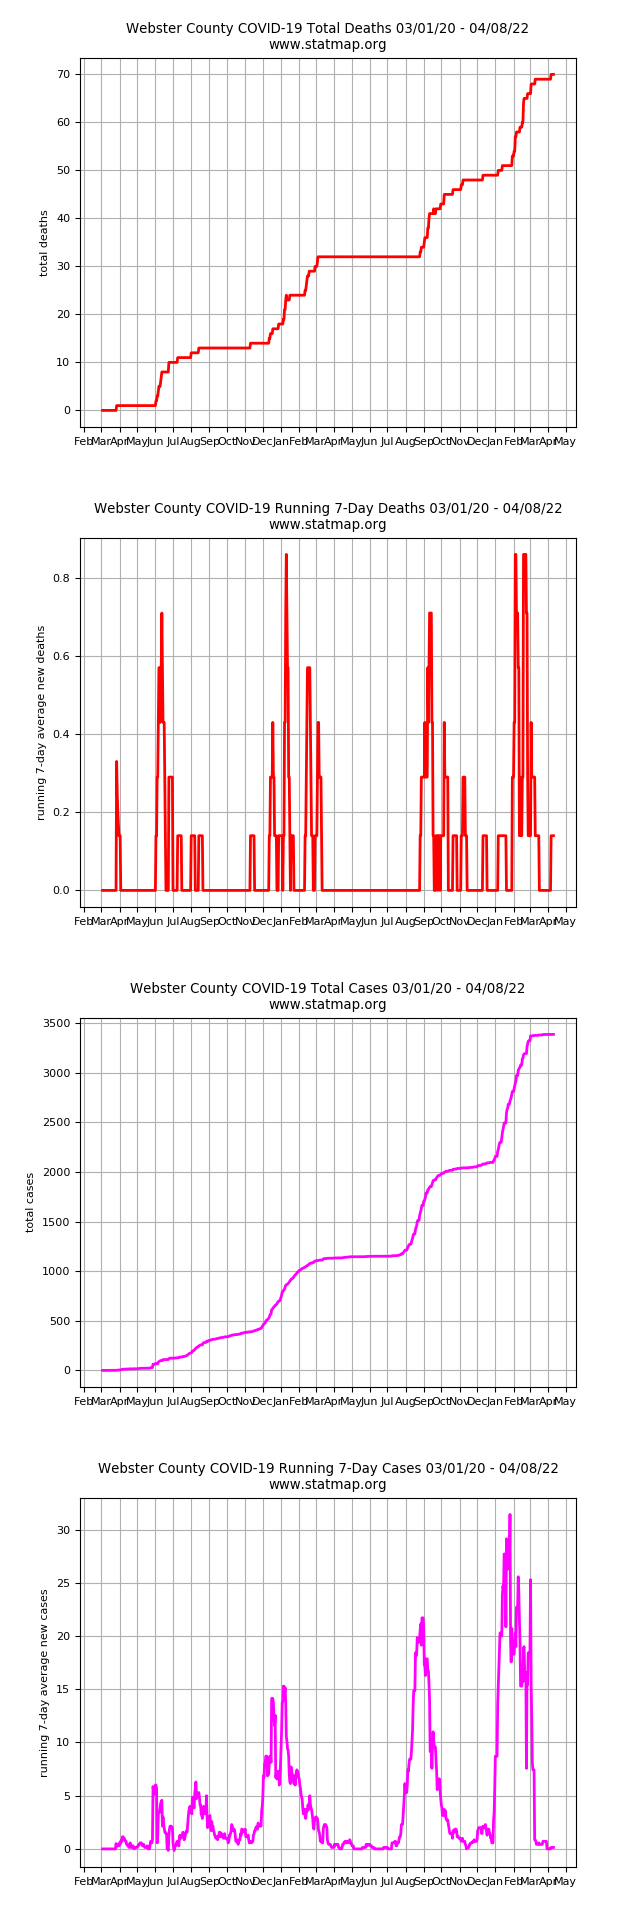 Webster County COVID-19 Total Deaths 03/01/20 - 04/08/22
www.statmap.org
total deaths
70
60
50
40
30
20
10
0
Feb Mar Apr May Jun Jul Aug Sep Oct Nov Dec Jan Feb Mar Apr May Jun Jul Aug Sep Oct Nov Dec Jan Feb Mar Apr May
Webster County COVID-19 Running 7-Day Deaths 03/01/20 - 04/08/22
www.statmap.org
running 7-day average new deaths
0.8
0.6
0.4
0.2
0.0
Feb Mar Apr May Jun Jul Aug Sep Oct Nov Dec Jan Feb Mar Apr May Jun Jul Aug Sep Oct Nov Dec Jan Feb Mar Apr May
Webster County COVID-19 Total Cases 03/01/20 - 04/08/22
www.statmap.org
total cases
3500
3000
2500
2000
1500
1000
500
0
Feb Mar Apr May Jun Jul Aug Sep Oct Nov Dec Jan Feb Mar Apr May Jun Jul Aug Sep Oct Nov Dec Jan Feb Mar Apr May
Webster County COVID-19 Running 7-Day Cases 03/01/20 - 04/08/22
www.statmap.org
running 7-day average new cases
30
25
20
15
10
5
0
Feb Mar Apr May Jun Jul Aug Sep Oct Nov Dec Jan Feb Mar Apr May Jun Jul Aug Sep Oct Nov Dec Jan Feb Mar Apr May